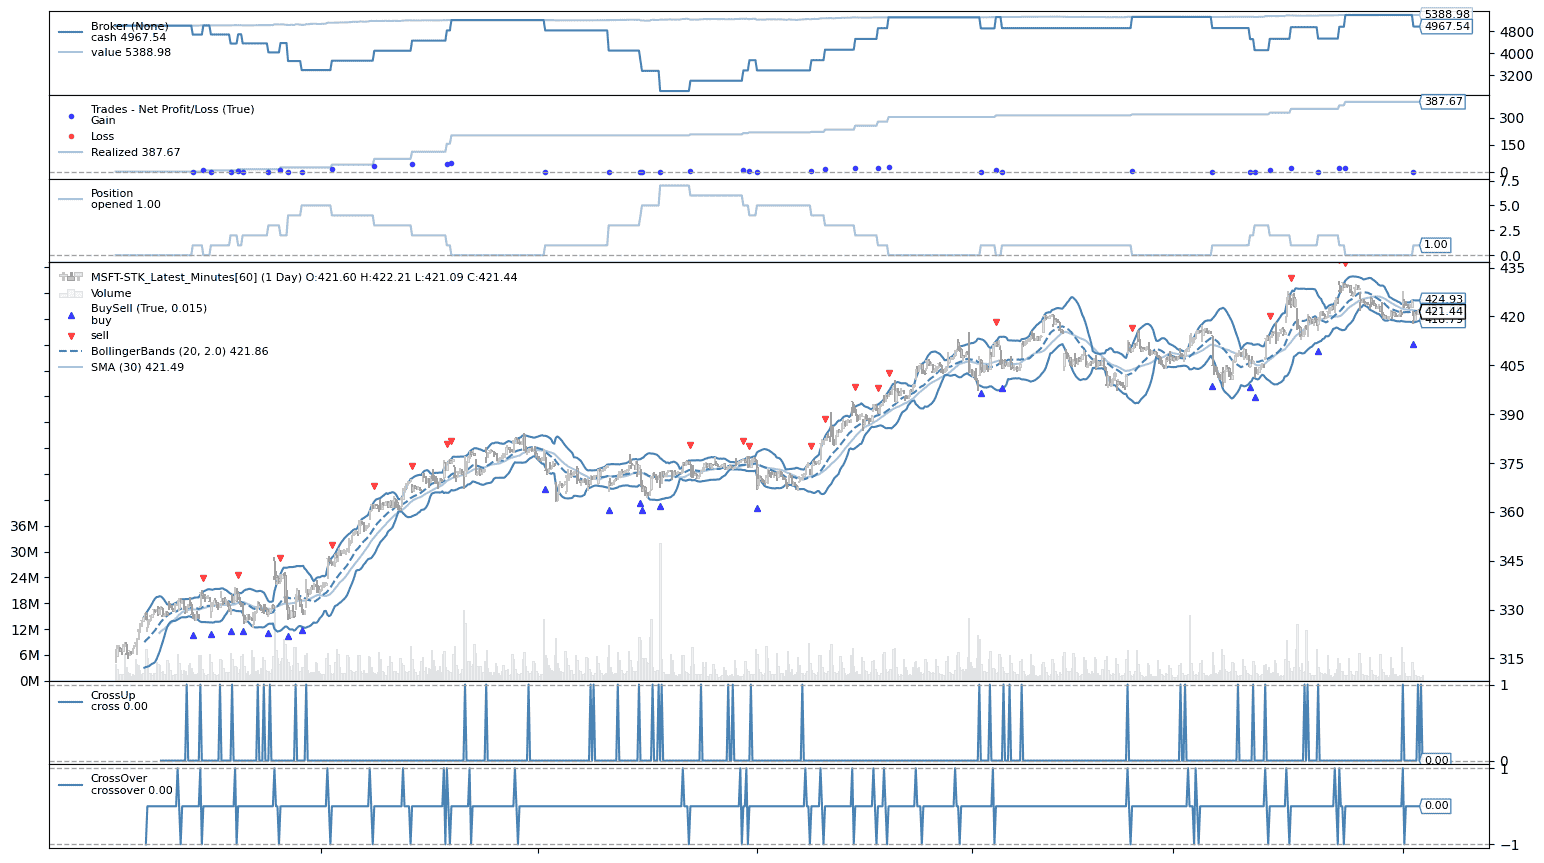 Broker (None)
cash 4967.54
value 5388.98
5388.98
4967.54
4800
4000
3200
Trades - Net Profit/Loss (True)
Gain
Loss
Realized 387.67
387.67
300
150
0
Position
opened 1.00
7.5
5.0
2.5
1.00
0.0
MSFT-STK_Latest_Minutes[60] (1 Day) O:421.60 H:422.21 L:421.09 C:421.44
Volume
BuySell (True, 0.015)
buy
sell
BollingerBands (20, 2.0) 421.86
SMA (30) 421.49
435
424.93
421.44
420
405
390
375
360
345
330
315
36M
30M
24M
18M
12M
6M
0M
CrossUp
cross 0.00
1
0
0.00
CrossOver
crossover 0.00
1
0.00
−1